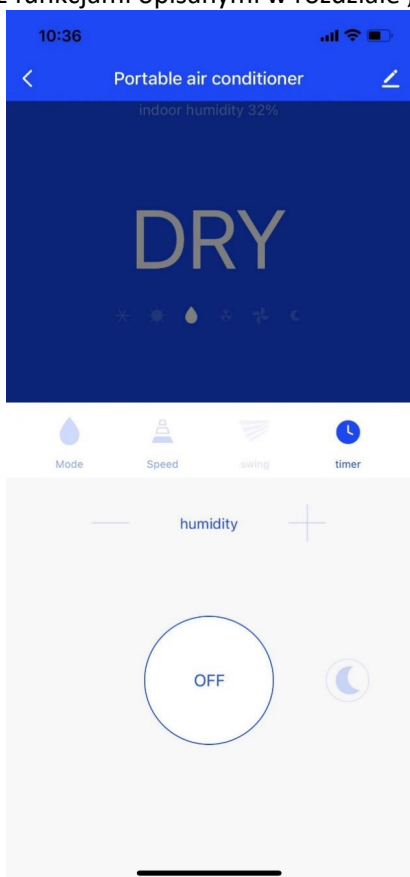 z funkcjami opisanymi w rozdziale
10:36
Portable air conditioner
indoor humidity 32%
DRY
Mode Speed swing timer
humidity
OFF